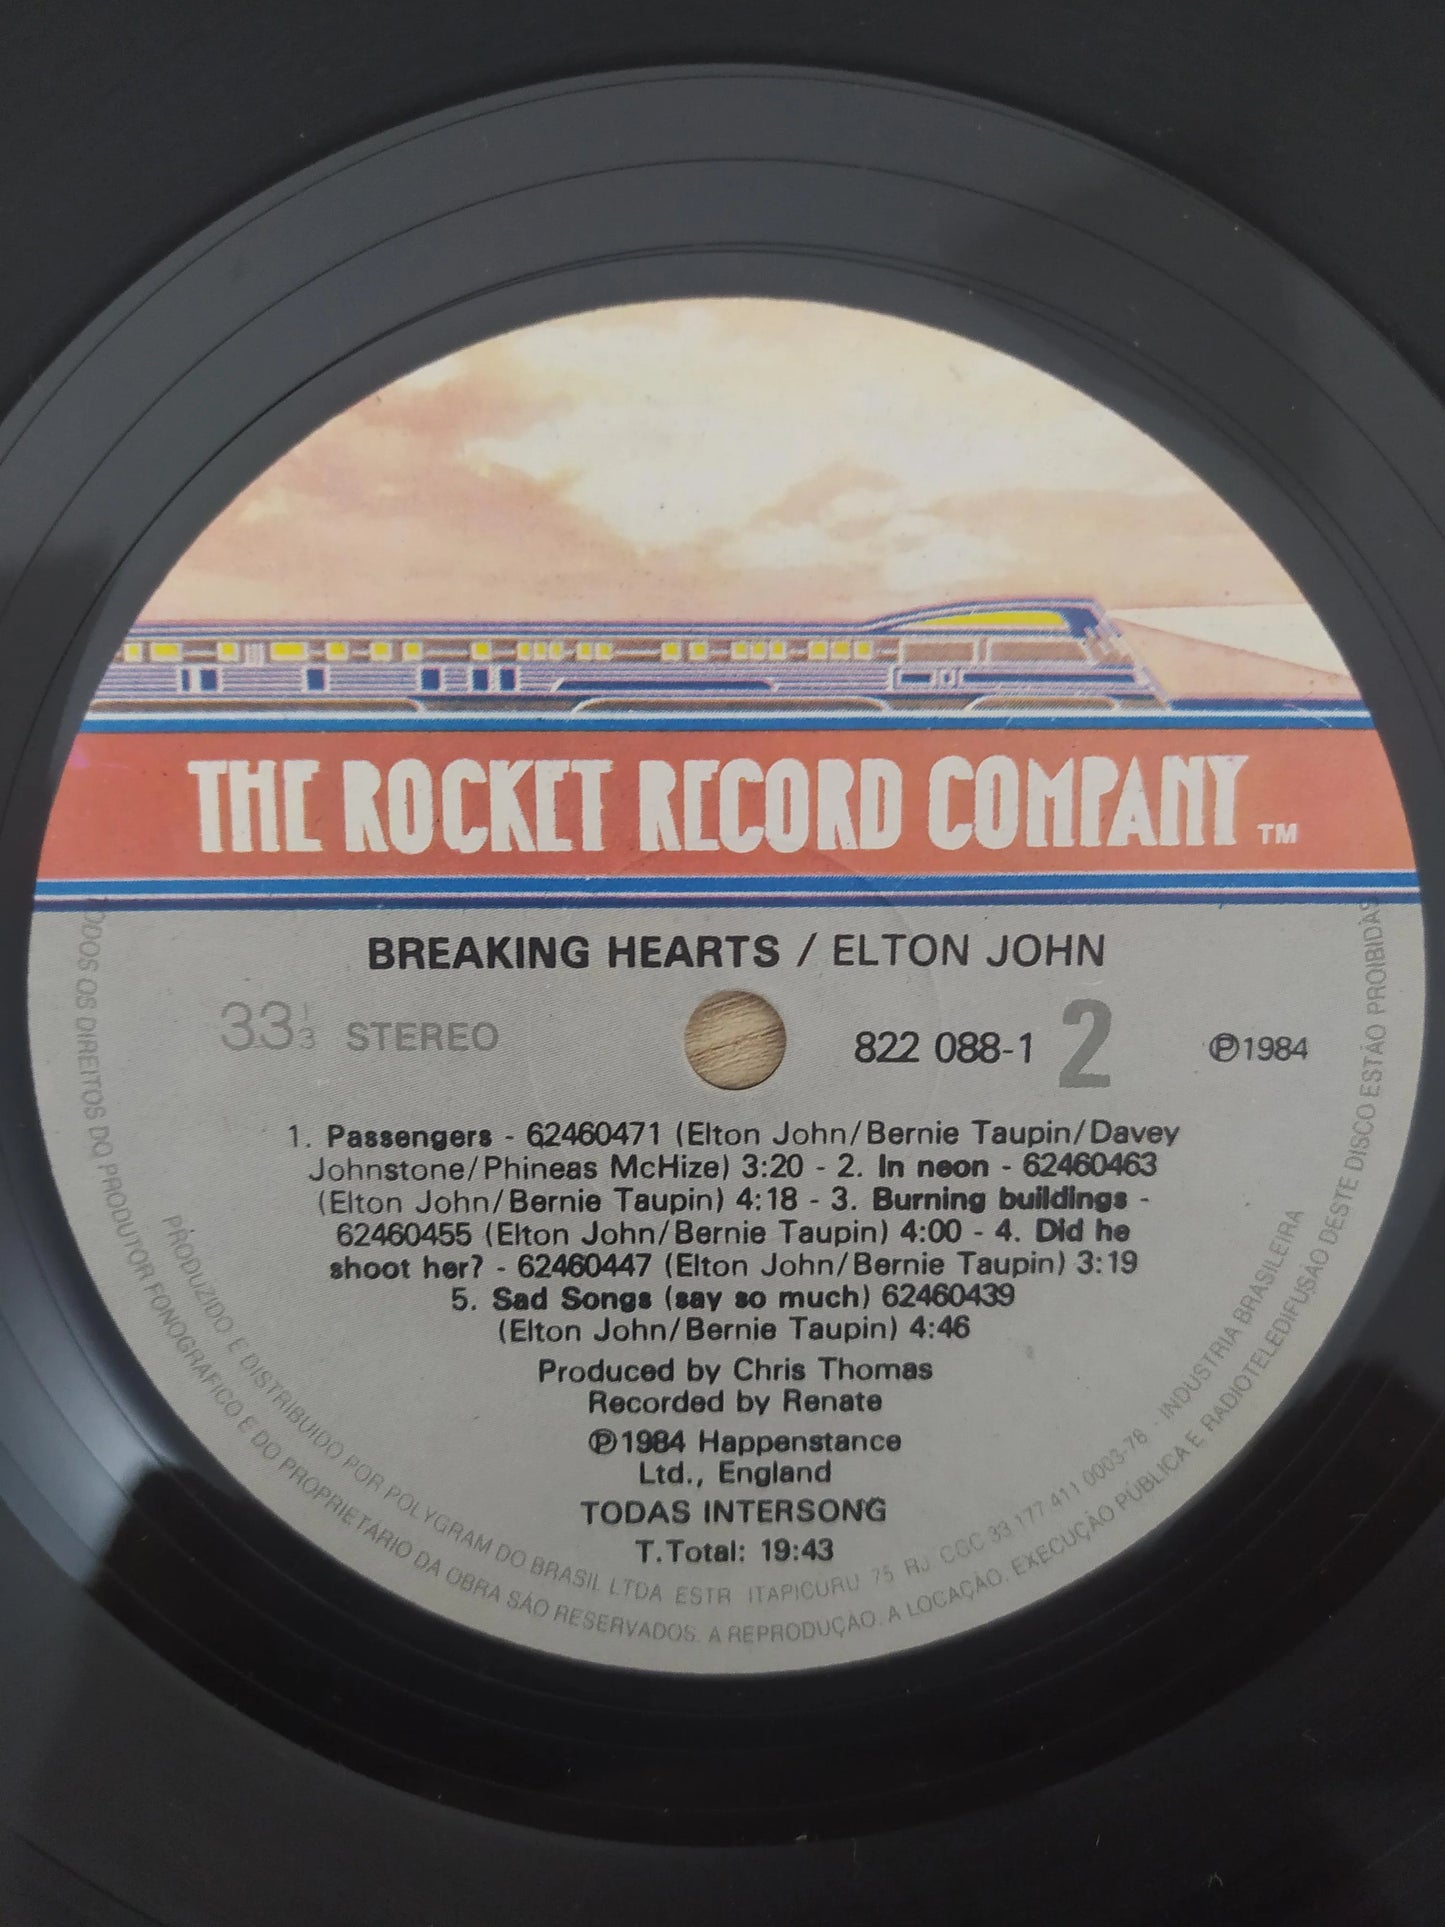 THE ROCKET RECORD COMPANY TM
BREAKING HEARTS / ELTON JOHN
33 1/3 STEREO
822 088-1 2 ℗1984
1. Passengers - 62460471 (Elton John/Bernie Taupin/Davey
Johnstone/Phineas McHize) 3:20 - 2. In neon - 62460463
(Elton John/Bernie Taupin) 4:18 - 3. Burning buildings -
62460455 (Elton John/Bernie Taupin) 4:00 - 4. Did he
shoot her? - 62460447 (Elton John/Bernie Taupin) 3:19
5. Sad Songs (say so much) 62460439
(Elton John/Bernie Taupin) 4:46
Produced by Chris Thomas
Recorded by Renate
℗1984 Happenstance
Ltd., England
TODAS INTERSONG
T.Total: 19:43
PRODUZIDO E DISTRIBUIDO POR POLYGRAM DO BRASIL LTDA ESTR ITAPICURU 75 RJ CGC 33 177 411 0003-78 - INDUSTRIA BRASILEIRA
TODOS OS DIREITOS DO PRODUTOR FONOGRAFICO E DO PROPRIETARIO DA OBRA SÃO RESERVADOS. A REPRODUÇÃO. A LOCAÇÃO. EXECUÇÃO PÚBLICA E RADIOTELEDIFUSÃO DESTE DISCO ESTÃO PROIBIDAS